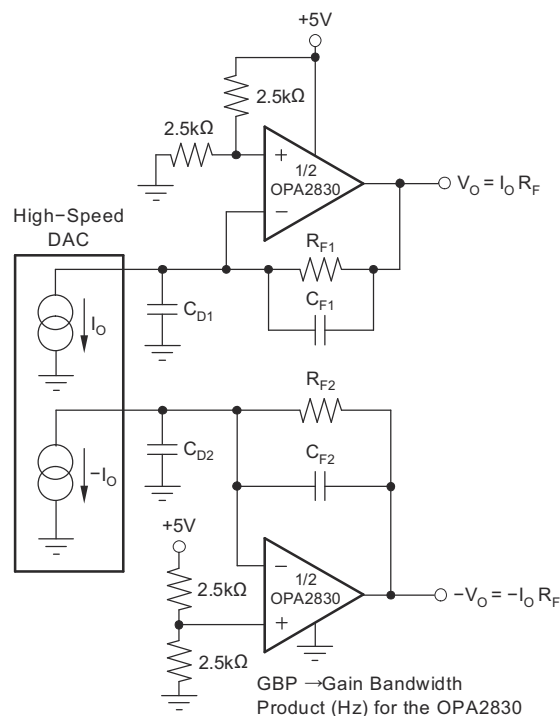 +5V
2.5kΩ
2.5kΩ
+
1/2
OPA2830
−
V_O = I_O R_F
High−Speed
DAC
R_F1
C_F1
C_D1
I_O
R_F2
C_F2
C_D2
−I_O
+5V
−
1/2
OPA2830
+
−V_O = −I_O R_F
2.5kΩ
2.5kΩ
GBP →Gain Bandwidth
Product (Hz) for the OPA2830